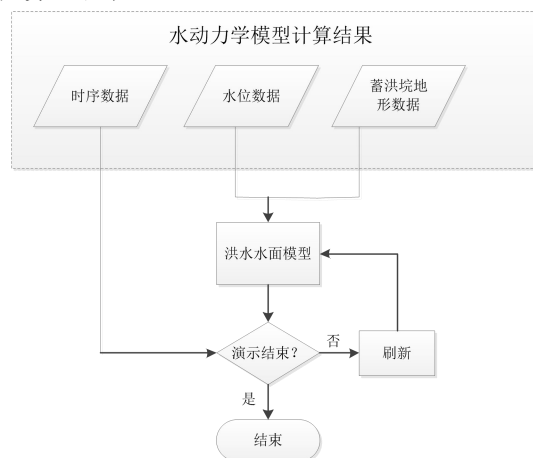 水动力学模型计算结果
时序数据
水位数据
蓄洪垸地
形数据
洪水水面模型
演示结束？
否
刷新
是
结束